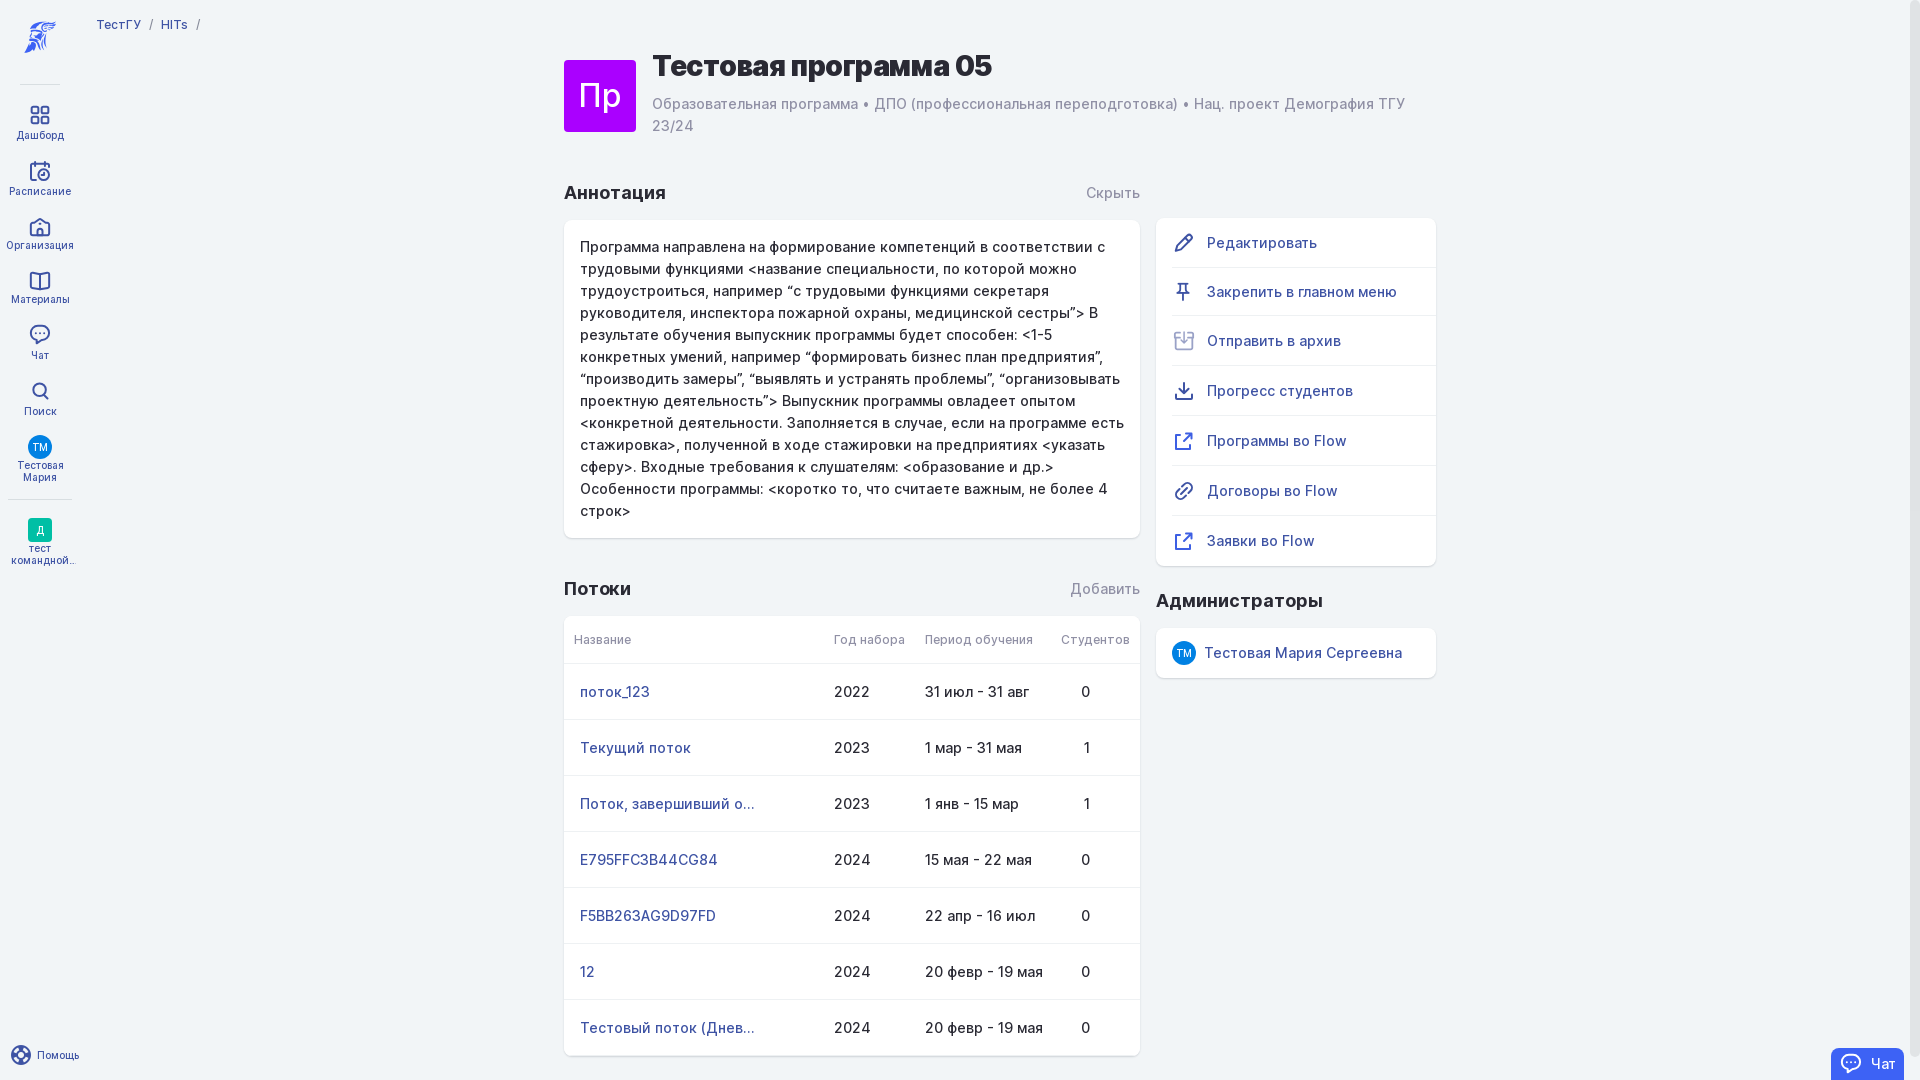 ТестГУ / HITs /
Дашборд
Расписание
Организация
Материалы
Чат
Поиск
ТМ
Тестовая
Мария
Д
тест
командной...
Помощь
Пр
Тестовая программа 05
Образовательная программа • ДПО (профессиональная переподготовка) • Нац. проект Демография ТГУ
23/24
Аннотация
Скрыть
Программа направлена на формирование компетенций в соответствии с
трудовыми функциями <название специальности, по которой можно
трудоустроиться, например “с трудовыми функциями секретаря
руководителя, инспектора пожарной охраны, медицинской сестры”> В
результате обучения выпускник программы будет способен: <1-5
конкретных умений, например “формировать бизнес план предприятия”,
“производить замеры”, “выявлять и устранять проблемы”, “организовывать
проектную деятельность”> Выпускник программы овладеет опытом
<конкретной деятельности. Заполняется в случае, если на программе есть
стажировка>, полученной в ходе стажировки на предприятиях <указать
сферу>. Входные требования к слушателям: <образование и др.>
Особенности программы: <коротко то, что считаете важным, не более 4
строк>
Потоки
Добавить
Название Год набора Период обучения Студентов
поток_123 2022 31 июл - 31 авг 0
Текущий поток 2023 1 мар - 31 мая 1
Поток, завершивший о... 2023 1 янв - 15 мар 1
E795FFC3B44CG84 2024 15 мая - 22 мая 0
F5BB263AG9D97FD 2024 22 апр - 16 июл 0
12 2024 20 февр - 19 мая 0
Тестовый поток (Днев... 2024 20 февр - 19 мая 0
Редактировать
Закрепить в главном меню
Отправить в архив
Прогресс студентов
Программы во Flow
Договоры во Flow
Заявки во Flow
Администраторы
ТМ Тестовая Мария Сергеевна
Чат